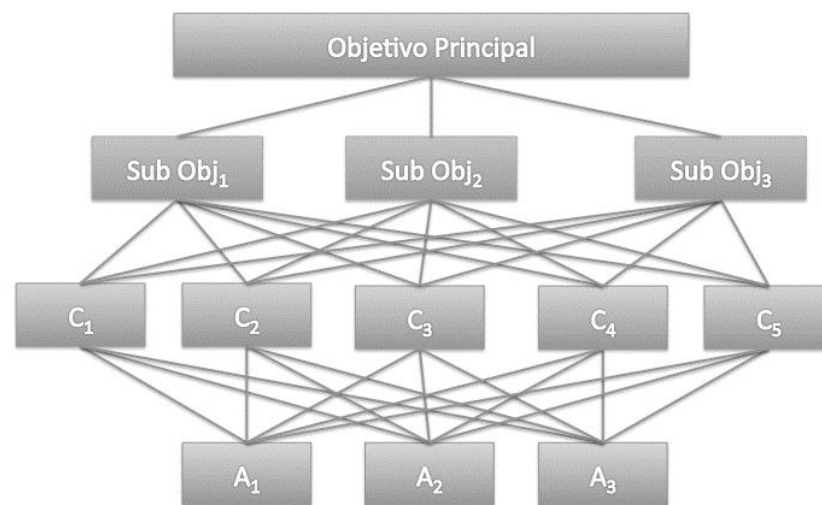 Objetivo Principal
Sub Obj₁ Sub Obj₂ Sub Obj₃
C₁ C₂ C₃ C₄ C₅
A₁ A₂ A₃